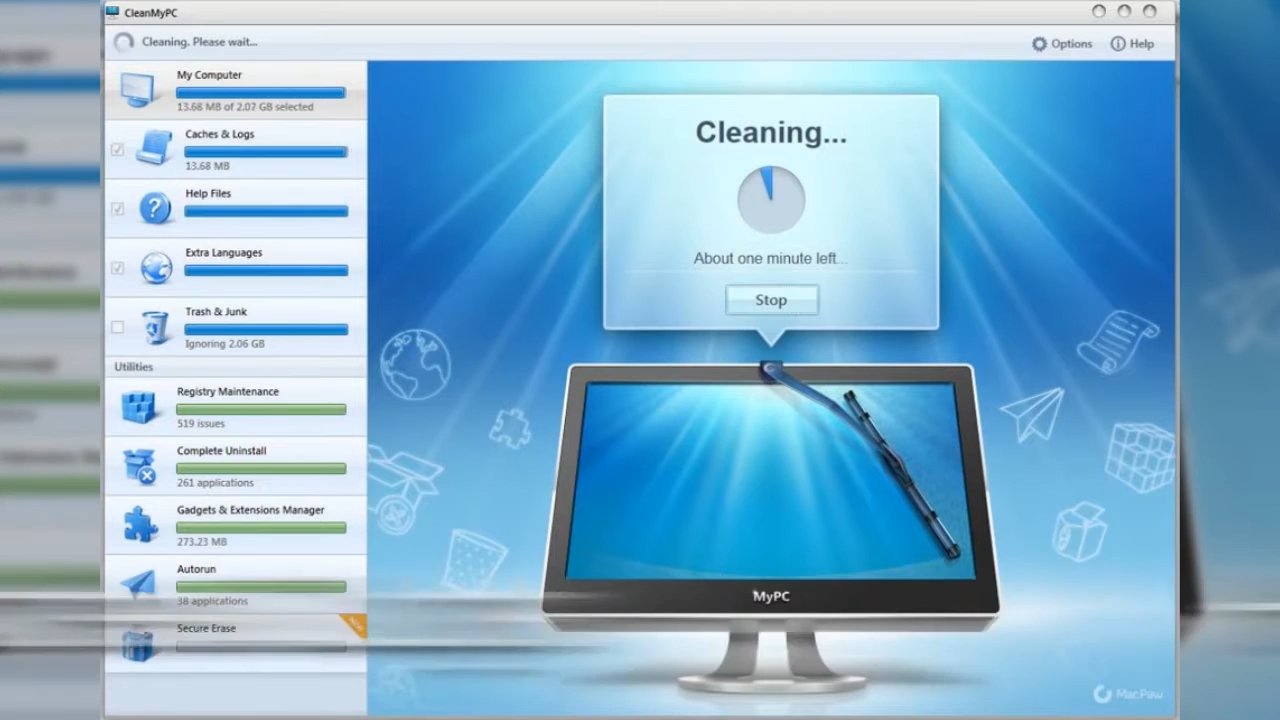 CleanMyPC
Cleaning. Please wait...
Options
Help
My Computer
13.68 MB of 2.07 GB selected
Caches & Logs
13.68 MB
Help Files
Extra Languages
Trash & Junk
Ignoring 2.06 GB
Utilities
Registry Maintenance
519 issues
Complete Uninstall
261 applications
Gadgets & Extensions Manager
273.23 MB
Autorun
38 applications
Secure Erase
Cleaning...
About one minute left...
Stop
MyPC
MacPaw